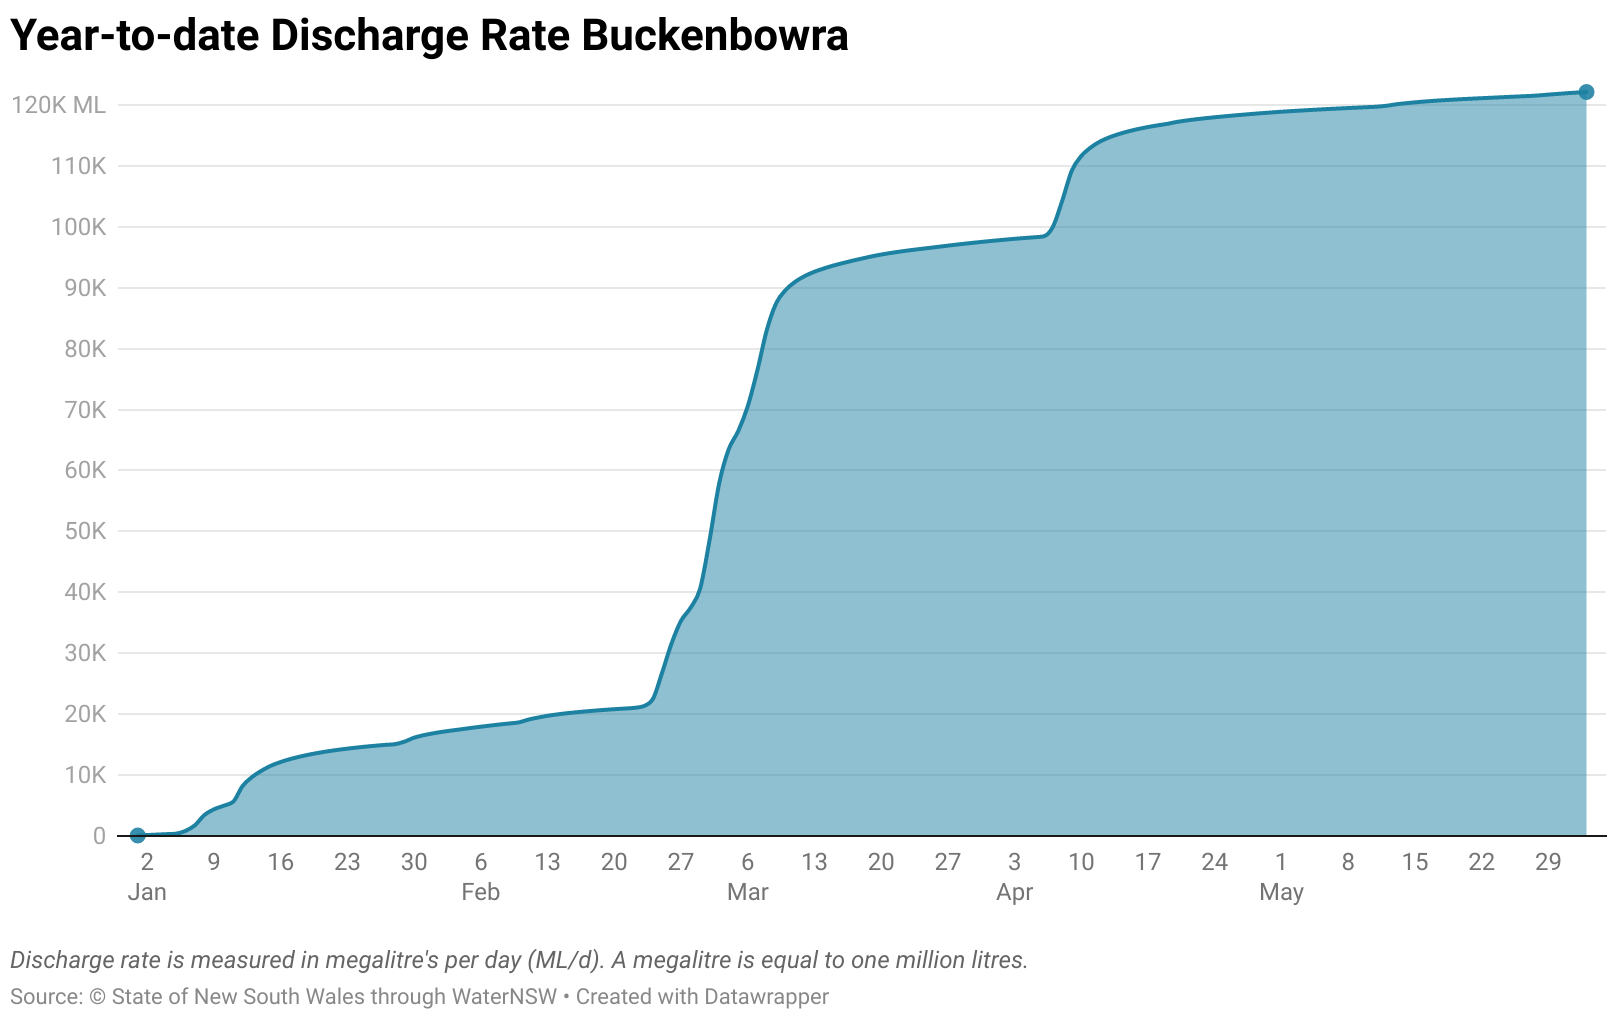 Year-to-date Discharge Rate Buckenbowra
120K ML
110K
100K
90K
80K
70K
60K
50K
40K
30K
20K
10K
0
2 9 16 23 30 6 13 20 27 6 13 20 27 3 10 17 24 1 8 15 22 29
Jan Feb Mar Apr May
Discharge rate is measured in megalitre's per day (ML/d). A megalitre is equal to one million litres.
Source: © State of New South Wales through WaterNSW • Created with Datawrapper